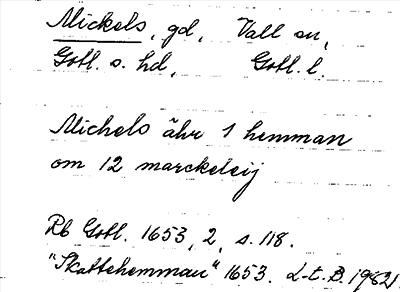 Mickels, gd, Vall sn,
Gotl. s. hd, Gotl. l.
Michels ähr 1 hemman
om 12 marckeleij
Rb Gotl. 1653, 2, s. 118.
"Skattehemman" 1653. L-t. B. 1982.